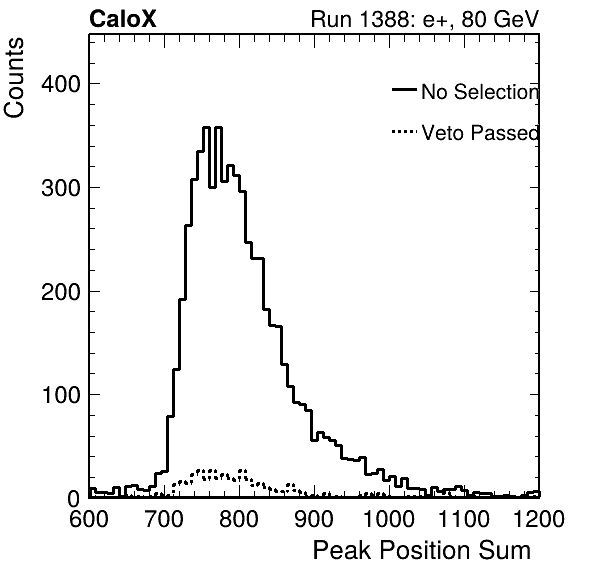 CaloX Run 1388: e+, 80 GeV
Counts
400
300
200
100
0
No Selection
Veto Passed
600 700 800 900 1000 1100 1200
Peak Position Sum